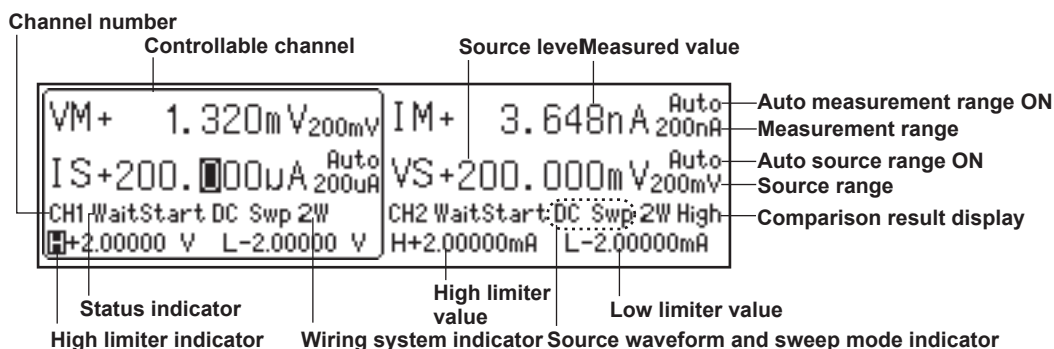 Channel number
Controllable channel
Source level
Measured value
VM+ 1.320mV 200mV
IM+ 3.648nA Auto 200nA
Auto measurement range ON
Measurement range
IS+200.000uA Auto 200uA
VS+200.000mV Auto 200mV
Auto source range ON
Source range
CH1 WaitStart DC Swp 2W
CH2 WaitStart DC Swp 2W High
Comparison result display
H+2.00000 V L-2.00000 V
H+2.00000mA L-2.00000mA
Status indicator
High limiter
value
Low limiter value
High limiter indicator
Wiring system indicator
Source waveform and sweep mode indicator